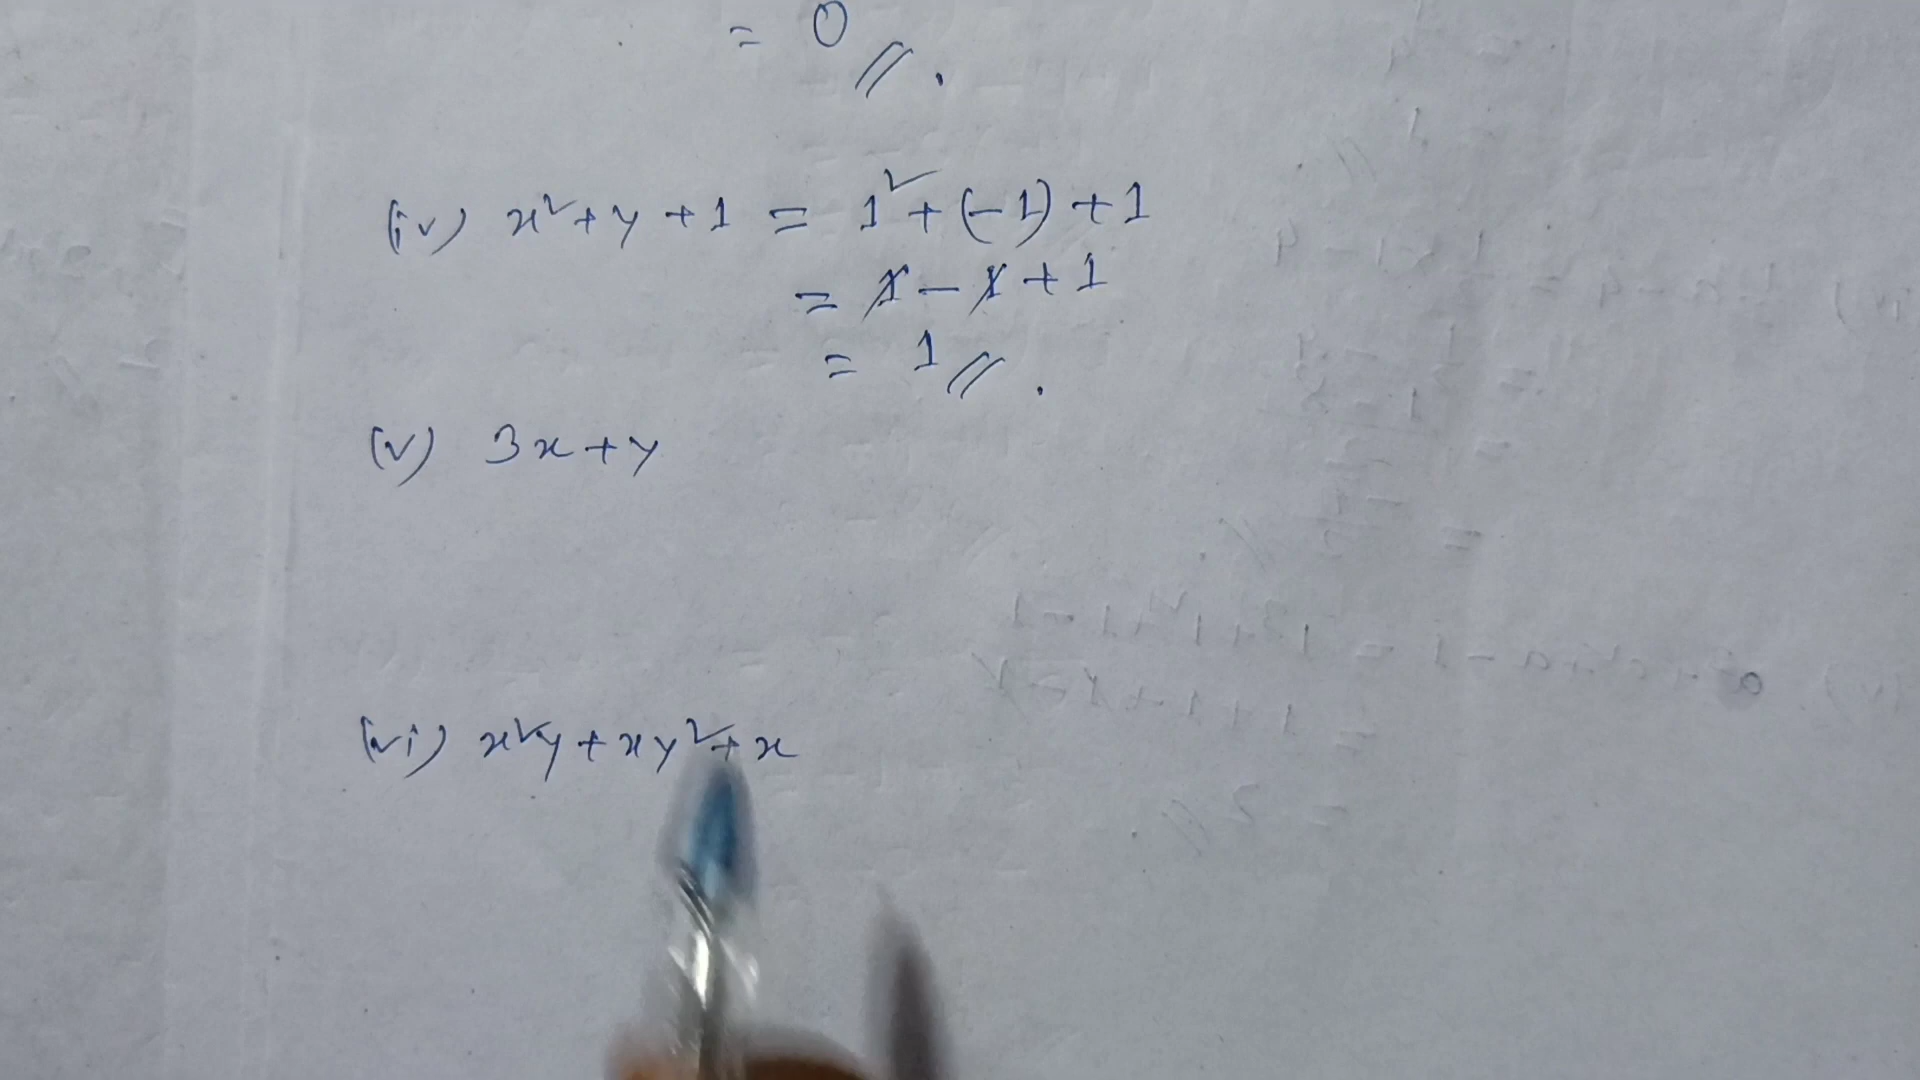 = 0 //.
(iv) x² + y + 1 = 1² + (-1) + 1
= 1 - 1 + 1
= 1 //.
(v) 3x + y
(vi) x²y + xy² + x